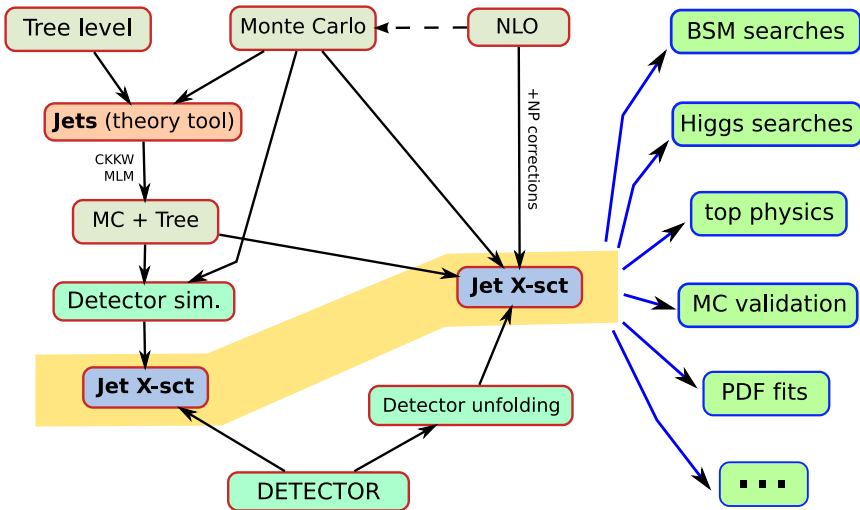 Tree level
Monte Carlo
NLO
BSM searches
Jets (theory tool)
+NP corrections
Higgs searches
CKKW
MLM
MC + Tree
top physics
Detector sim.
Jet X-sct
MC validation
Jet X-sct
Detector unfolding
PDF fits
DETECTOR
...